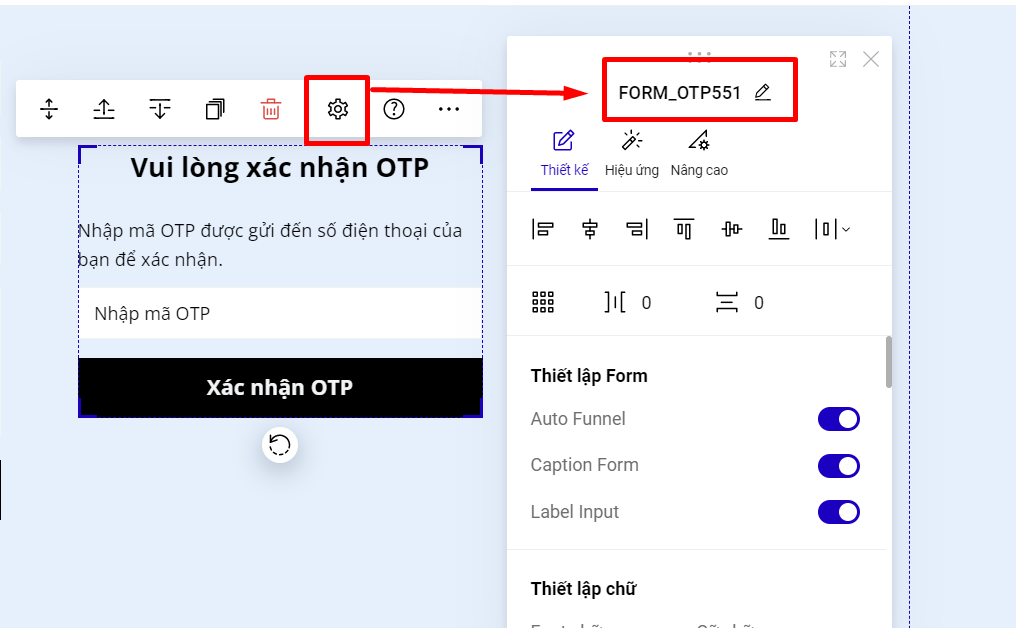 Vui lòng xác nhận OTP
Nhập mã OTP được gửi đến số điện thoại của
bạn để xác nhận.
Nhập mã OTP
Xác nhận OTP
FORM_OTP551
Thiết kế
Hiệu ứng
Nâng cao
0
0
Thiết lập Form
Auto Funnel
Caption Form
Label Input
Thiết lập chữ